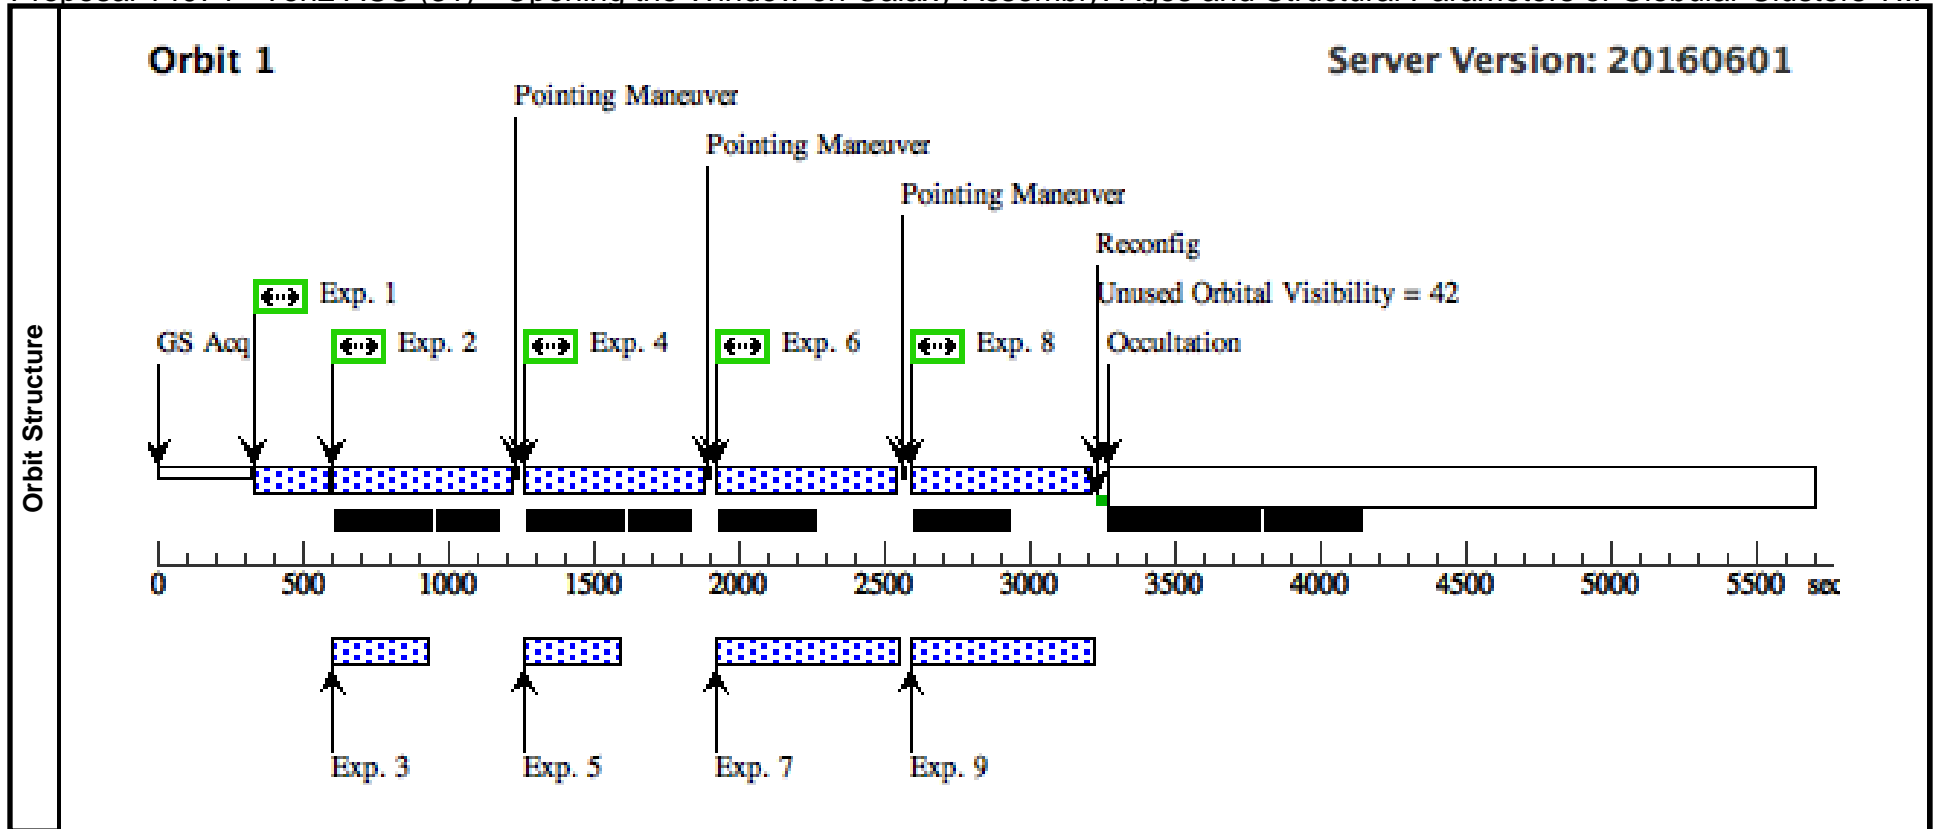 Orbit 1
Server Version: 20160601
Pointing Maneuver
Pointing Maneuver
Pointing Maneuver
Reconfig
Exp. 1
Unused Orbital Visibility = 42
GS Acq
Exp. 2
Exp. 4
Exp. 6
Exp. 8
Occultation
Orbit Structure
0 500 1000 1500 2000 2500 3000 3500 4000 4500 5000 5500 sec
Exp. 3
Exp. 5
Exp. 7
Exp. 9